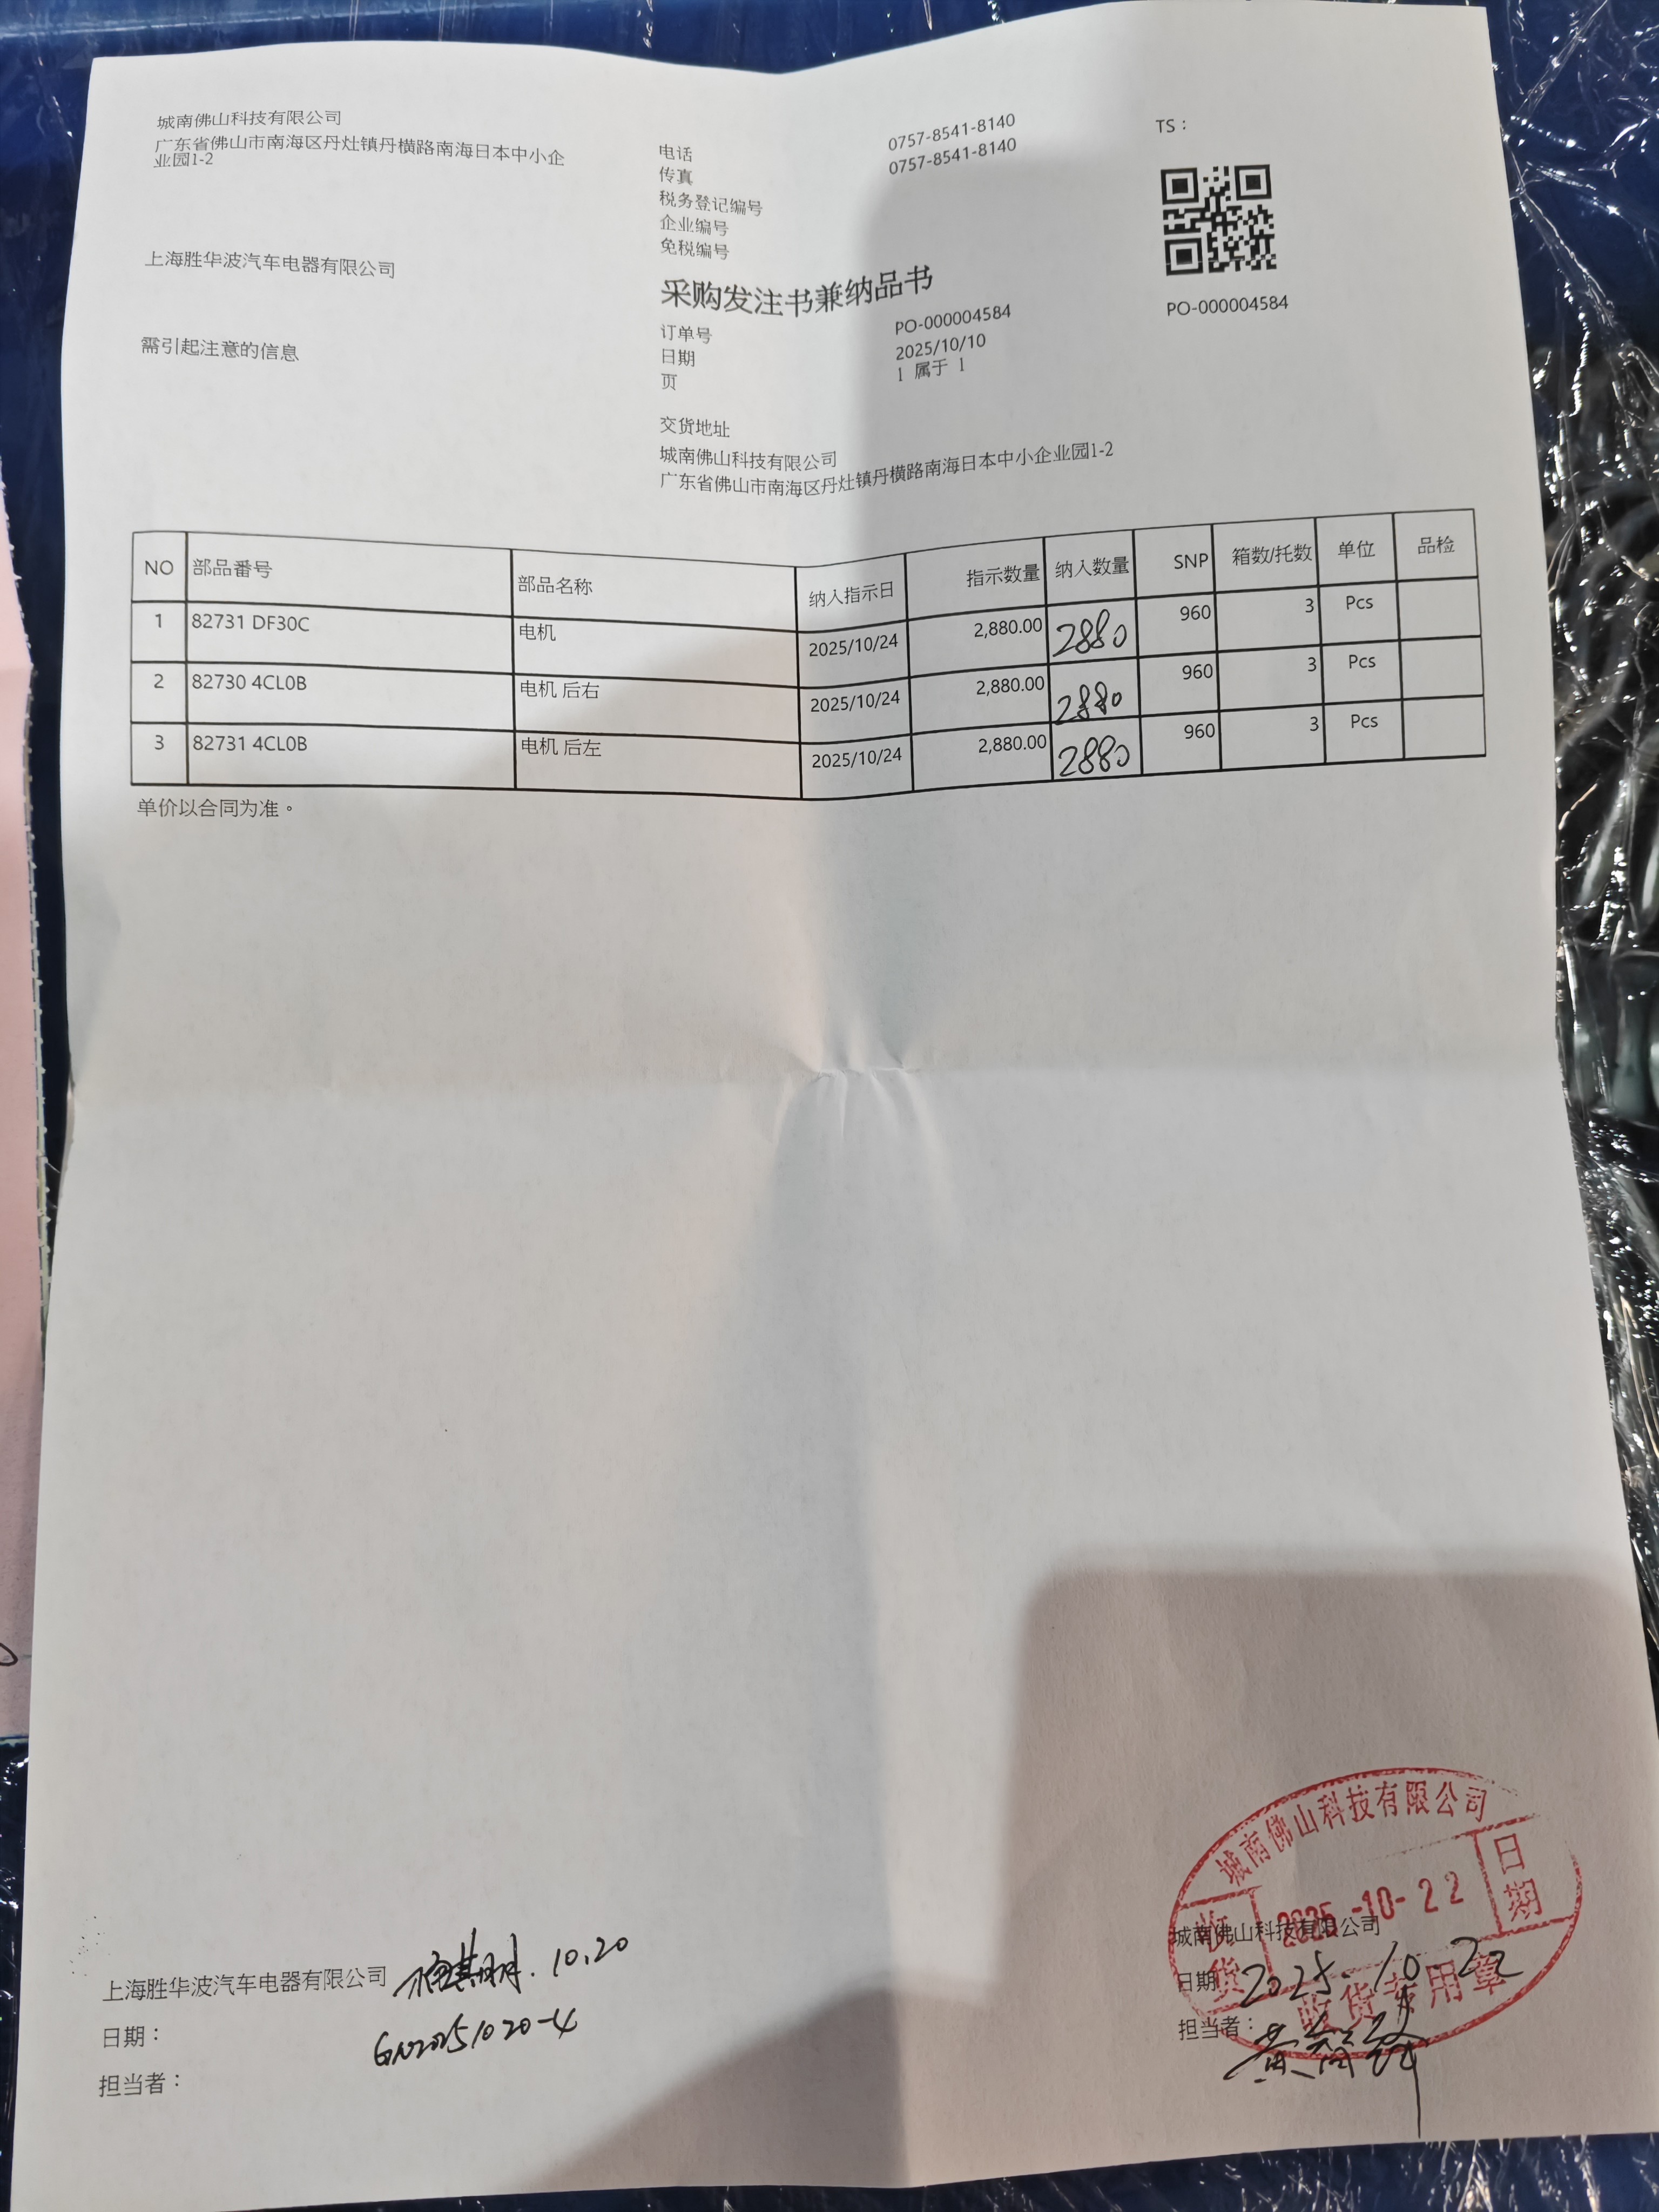 城南佛山科技有限公司
广东省佛山市南海区丹灶镇丹横路南海日本中小企
业园1-2
电话 0757-8541-8140
传真 0757-8541-8140
税务登记编号
企业编号
免税编号
TS：
上海胜华波汽车电器有限公司
采购发注书兼纳品书
PO-000004584
需引起注意的信息
订单号 PO-000004584
日期 2025/10/10
页 1 属于 1
交货地址
城南佛山科技有限公司
广东省佛山市南海区丹灶镇丹横路南海日本中小企业园1-2
NO 部品番号 部品名称 纳入指示日 指示数量 纳入数量 SNP 箱数/托数 单位 品检
1 82731 DF30C 电机 2025/10/24 2,880.00 2880 960 3 Pcs
2 82730 4CL0B 电机 后右 2025/10/24 2,880.00 2880 960 3 Pcs
3 82731 4CL0B 电机 后左 2025/10/24 2,880.00 2880 960 3 Pcs
单价以合同为准。
上海胜华波汽车电器有限公司 10.20
日期：
担当者：
城南佛山科技有限公司
收货
2025-10-22
日期
收货专用章
城南佛山科技有限公司
日期 2025.10.22
担当者：